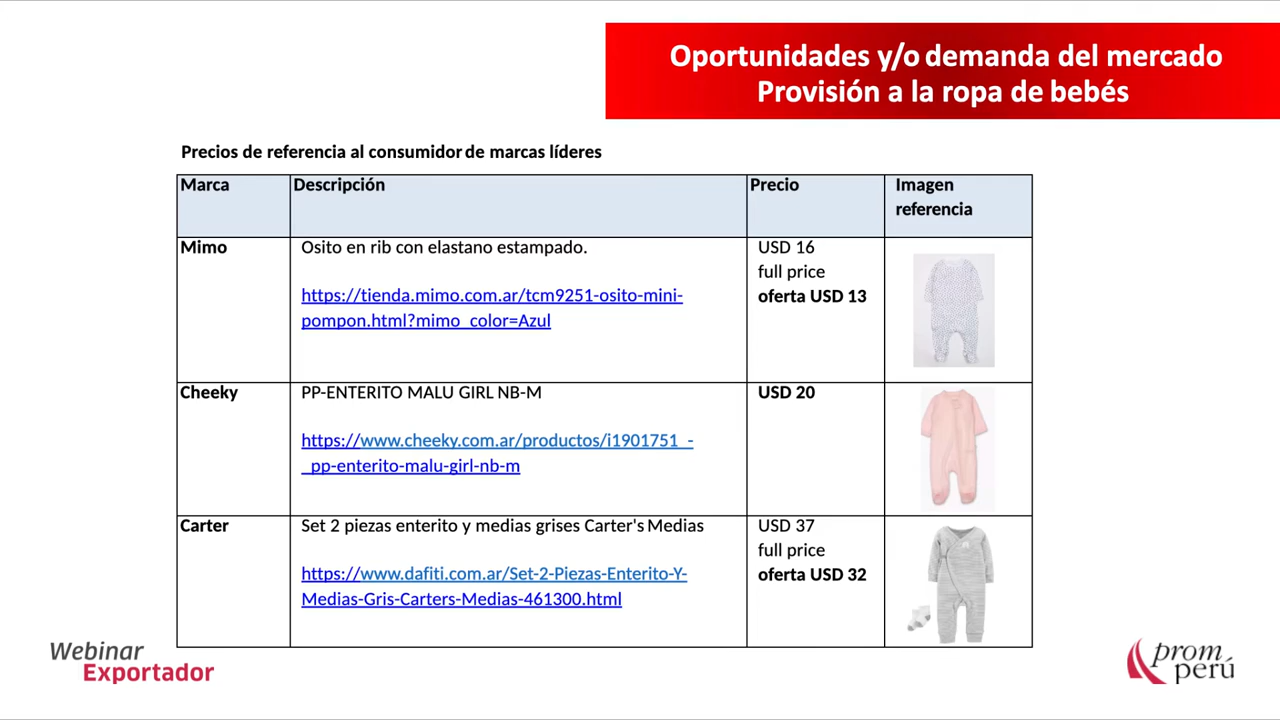 Oportunidades y/o demanda del mercado
Provisión a la ropa de bebés
Precios de referencia al consumidor de marcas líderes
Marca
Descripción
Precio
Imagen
referencia
Mimo
Osito en rib con elastano estampado.
https://tienda.mimo.com.ar/tcm9251-osito-mini-
pompon.html?mimo_color=Azul
USD 16
full price
oferta USD 13
Cheeky
PP-ENTERITO MALU GIRL NB-M
https://www.cheeky.com.ar/productos/i1901751_-
_pp-enterito-malu-girl-nb-m
USD 20
Carter
Set 2 piezas enterito y medias grises Carter's Medias
https://www.dafiti.com.ar/Set-2-Piezas-Enterito-Y-
Medias-Gris-Carters-Medias-461300.html
USD 37
full price
oferta USD 32
Webinar
Exportador
prom
perú